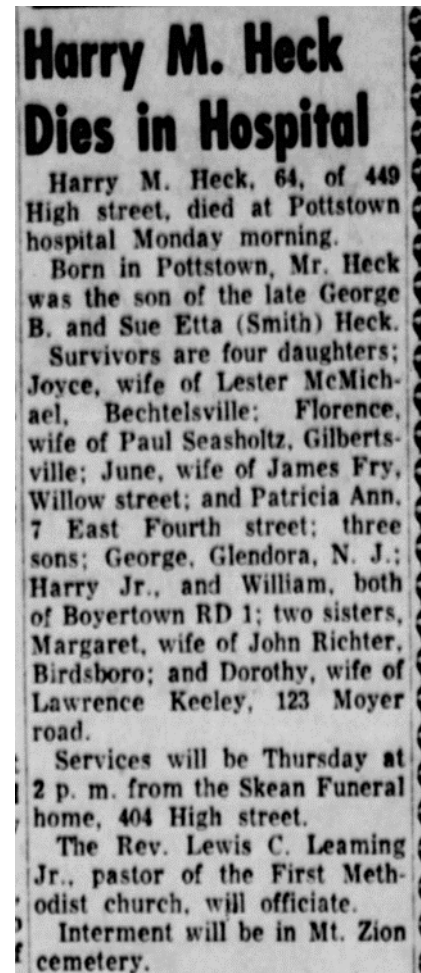 Harry M. Heck
Dies in Hospital
Harry M. Heck, 64, of 449
High street, died at Pottstown
hospital Monday morning.
Born in Pottstown, Mr. Heck
was the son of the late George
B. and Sue Etta (Smith) Heck.
Survivors are four daughters;
Joyce, wife of Lester McMich-
ael, Bechtelsville; Florence,
wife of Paul Seasholtz, Gilberts-
ville; June, wife of James Fry,
Willow street; and Patricia Ann,
7 East Fourth street; three
sons; George, Glendora, N. J.;
Harry Jr., and William, both
of Boyertown RD 1; two sisters,
Margaret, wife of John Richter,
Birdsboro; and Dorothy, wife of
Lawrence Keeley, 123 Moyer
road.
Services will be Thursday at
2 p. m. from the Skean Funeral
home, 404 High street.
The Rev. Lewis C. Leaming
Jr., pastor of the First Meth-
odist church, will officiate.
Interment will be in Mt. Zion
cemetery.